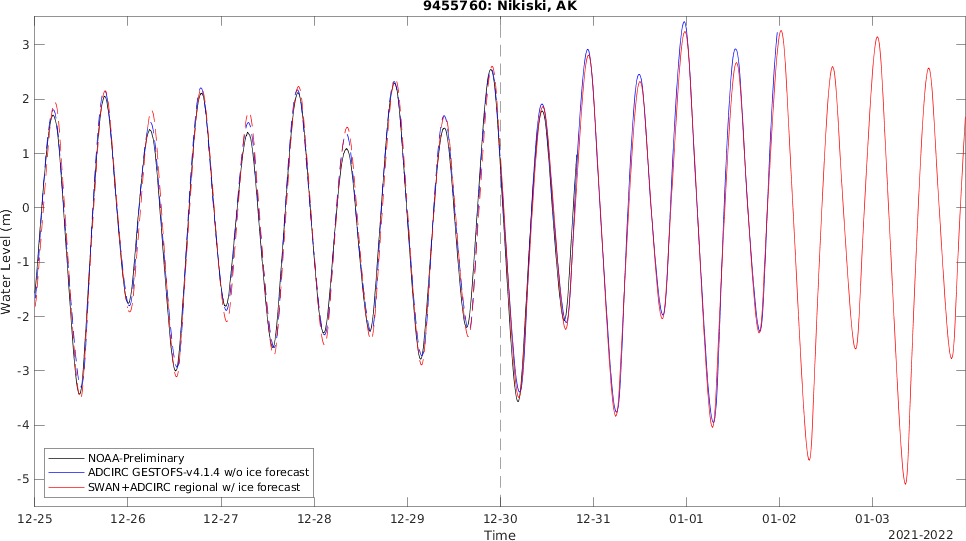 9455760: Nikiski, AK
Water Level (m)
3
2
1
0
-1
-2
-3
-4
-5
NOAA-Preliminary
ADCIRC GESTOFS-v4.1.4 w/o ice forecast
SWAN+ADCIRC regional w/ ice forecast
12-25 12-26 12-27 12-28 12-29 12-30 12-31 01-01 01-02 01-03
Time
2021-2022